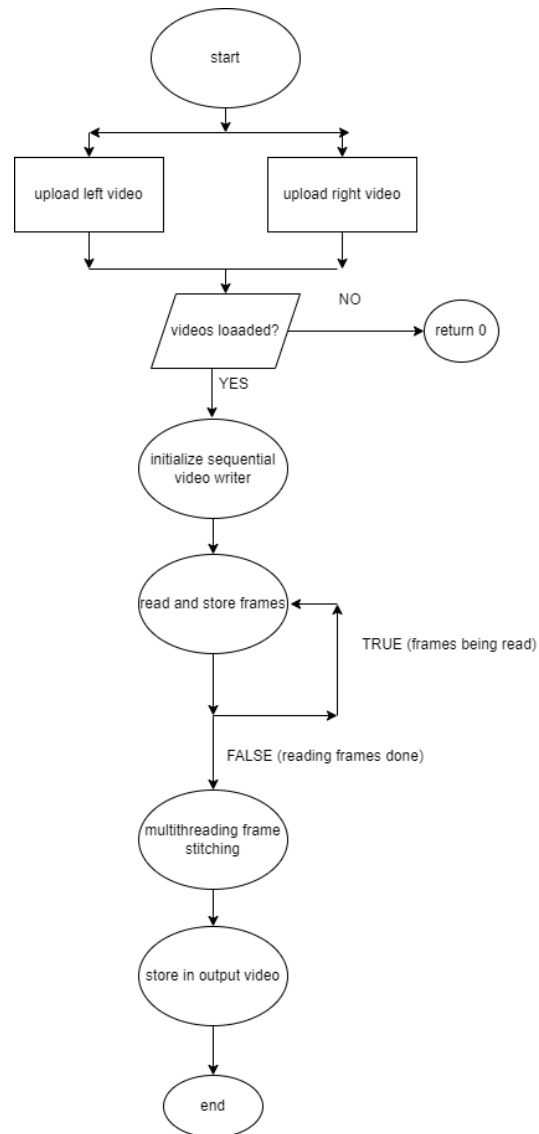 start
upload left video
upload right video
NO
videos loaaded?
return 0
YES
initialize sequential
video writer
read and store frames
TRUE (frames being read)
FALSE (reading frames done)
multithreading frame
stitching
store in output video
end